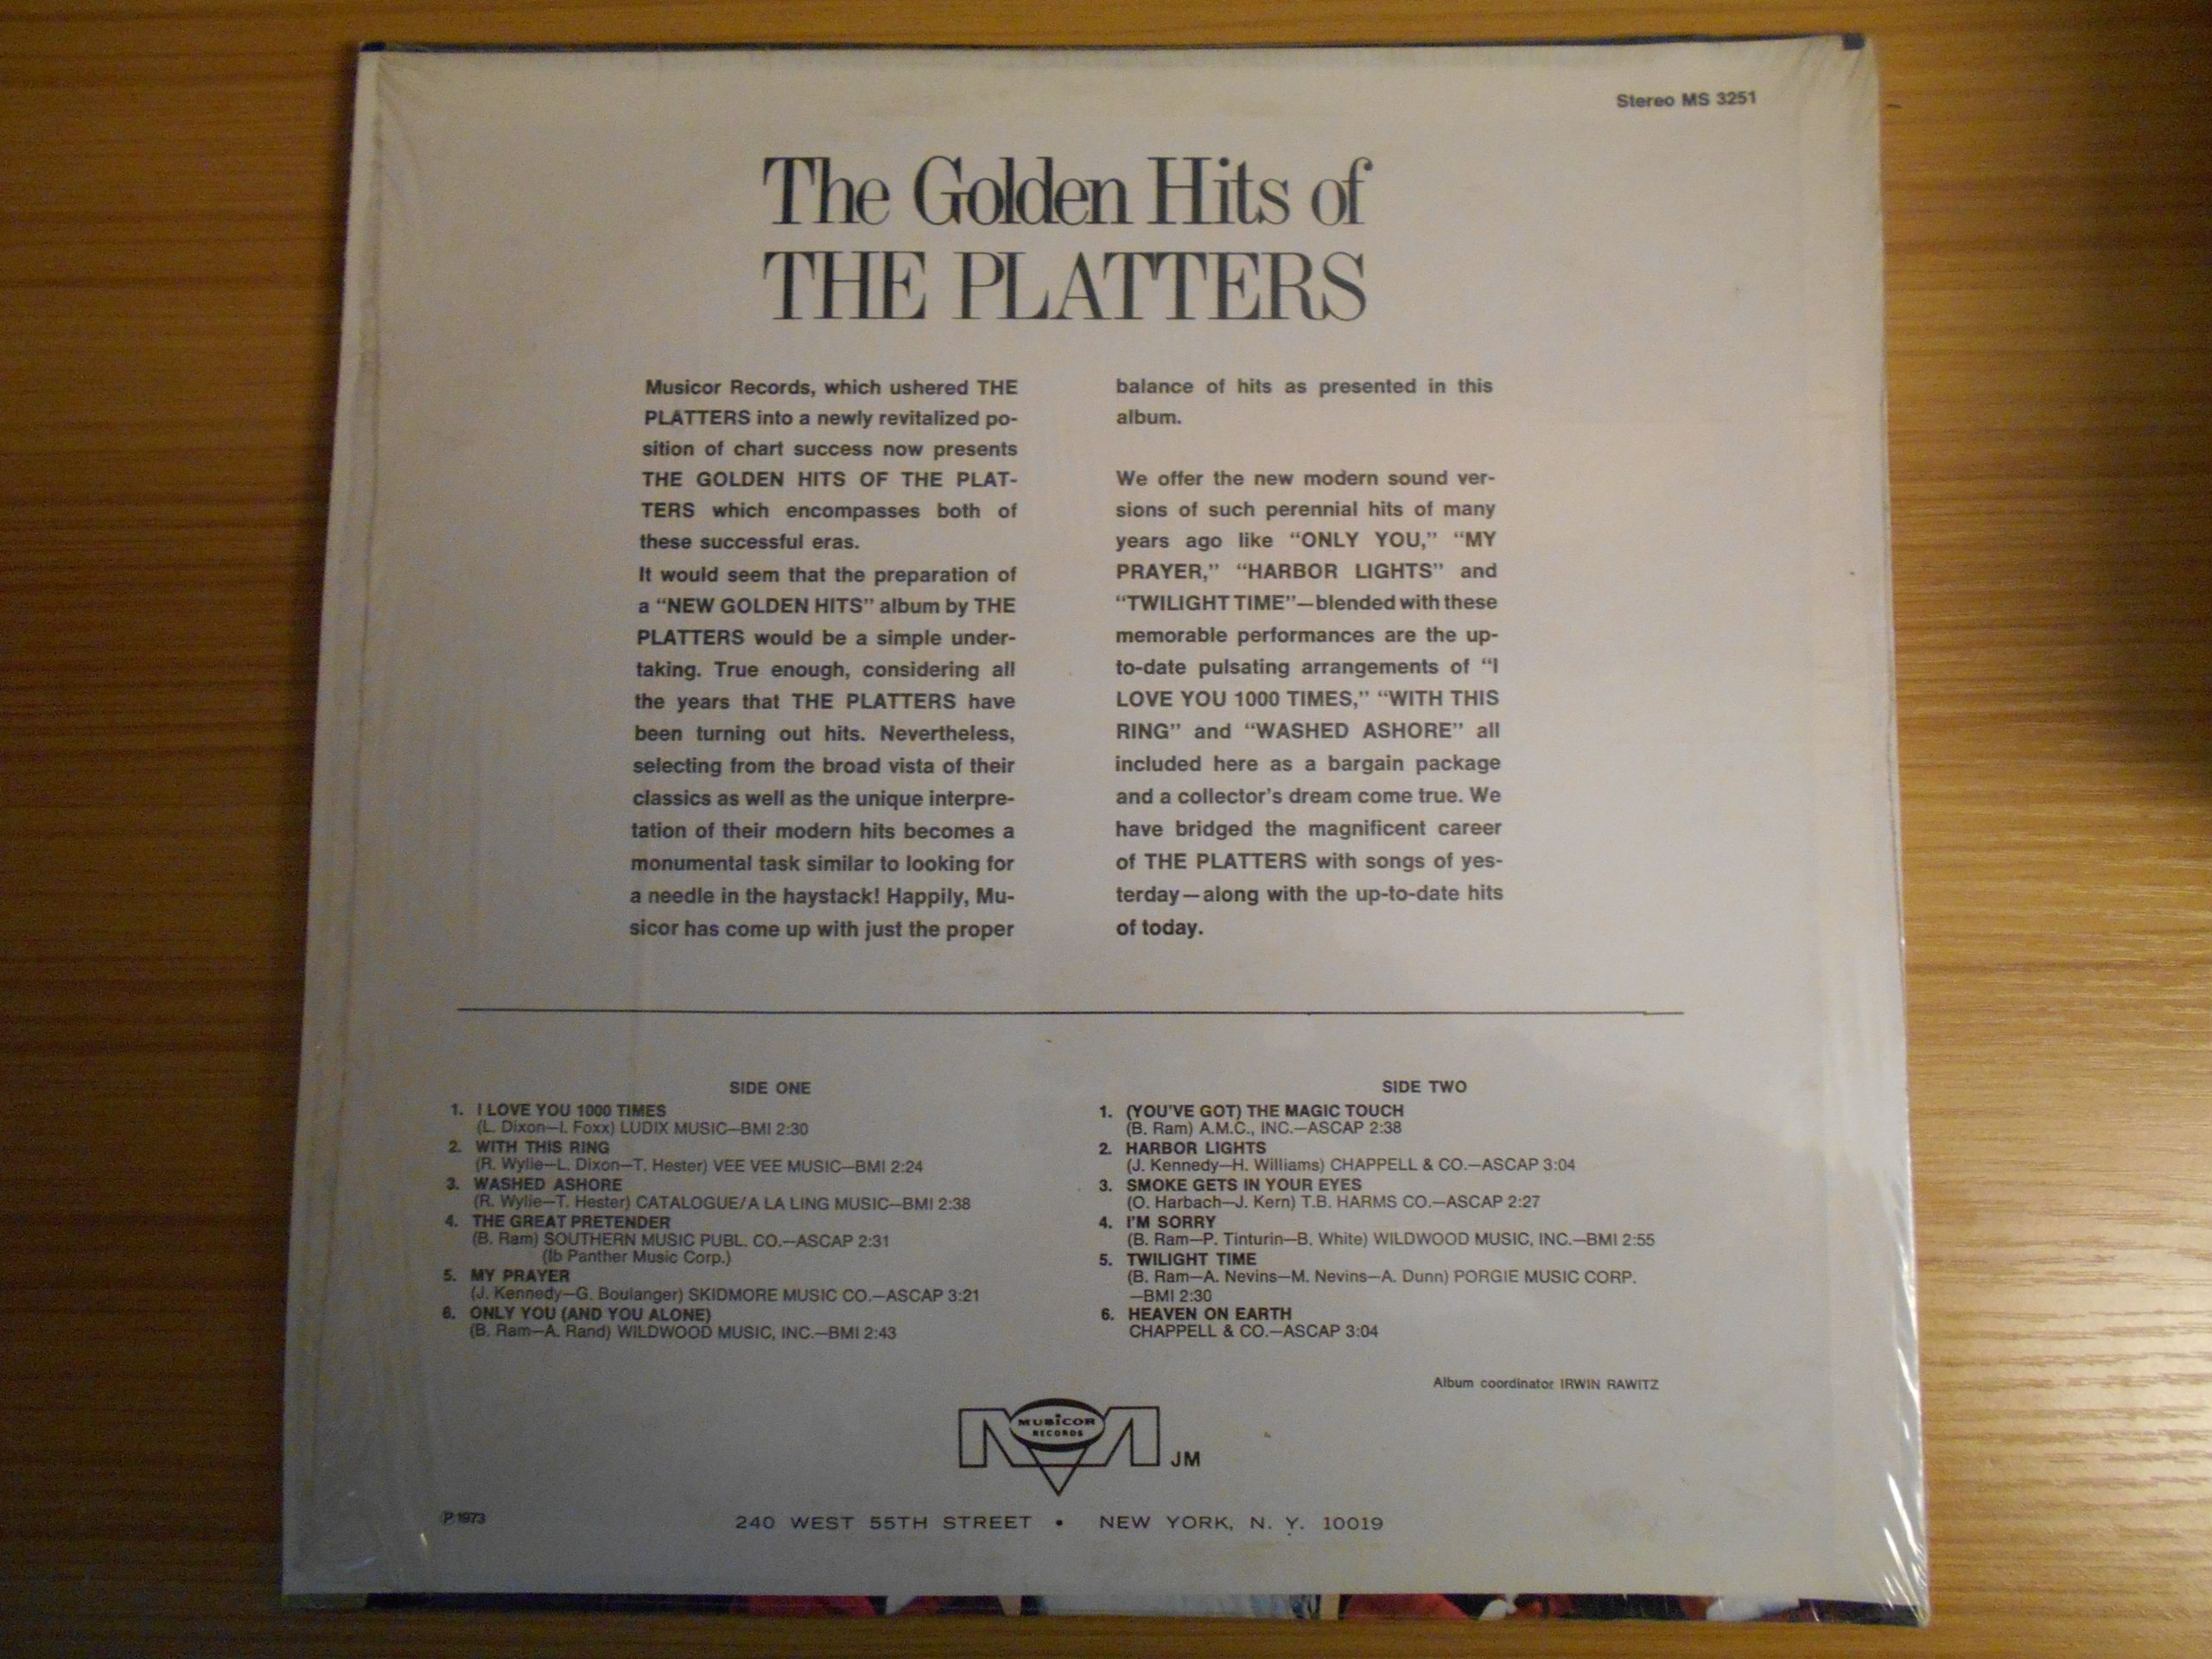 Stereo MS 3251
The Golden Hits of
THE PLATTERS
Musicor Records, which ushered THE
PLATTERS into a newly revitalized po-
sition of chart success now presents
THE GOLDEN HITS OF THE PLAT-
TERS which encompasses both of
these successful eras.
It would seem that the preparation of
a “NEW GOLDEN HITS” album by THE
PLATTERS would be a simple under-
taking. True enough, considering all
the years that THE PLATTERS have
been turning out hits. Nevertheless,
selecting from the broad vista of their
classics as well as the unique interpre-
tation of their modern hits becomes a
monumental task similar to looking for
a needle in the haystack! Happily, Mu-
sicor has come up with just the proper
balance of hits as presented in this
album.
We offer the new modern sound ver-
sions of such perennial hits of many
years ago like “ONLY YOU,” “MY
PRAYER,” “HARBOR LIGHTS” and
“TWILIGHT TIME”—blended with these
memorable performances are the up-
to-date pulsating arrangements of “I
LOVE YOU 1000 TIMES,” “WITH THIS
RING” and “WASHED ASHORE” all
included here as a bargain package
and a collector’s dream come true. We
have bridged the magnificent career
of THE PLATTERS with songs of yes-
terday—along with the up-to-date hits
of today.
SIDE ONE
1. I LOVE YOU 1000 TIMES
(L. Dixon—I. Foxx) LUDIX MUSIC—BMI 2:30
2. WITH THIS RING
(R. Wylie—L. Dixon—T. Hester) VEE VEE MUSIC—BMI 2:24
3. WASHED ASHORE
(R. Wylie—T. Hester) CATALOGUE/A LA LING MUSIC—BMI 2:38
4. THE GREAT PRETENDER
(B. Ram) SOUTHERN MUSIC PUBL. CO.—ASCAP 2:31
(Ib Panther Music Corp.)
5. MY PRAYER
(J. Kennedy—G. Boulanger) SKIDMORE MUSIC CO.—ASCAP 3:21
6. ONLY YOU (AND YOU ALONE)
(B. Ram—A. Rand) WILDWOOD MUSIC, INC.—BMI 2:43
SIDE TWO
1. (YOU'VE GOT) THE MAGIC TOUCH
(B. Ram) A.M.C., INC.—ASCAP 2:38
2. HARBOR LIGHTS
(J. Kennedy—H. Williams) CHAPPELL & CO.—ASCAP 3:04
3. SMOKE GETS IN YOUR EYES
(O. Harbach—J. Kern) T.B. HARMS CO.—ASCAP 2:27
4. I'M SORRY
(B. Ram—P. Tinturin—B. White) WILDWOOD MUSIC, INC.—BMI 2:55
5. TWILIGHT TIME
(B. Ram—A. Nevins—M. Nevins—A. Dunn) PORGIE MUSIC CORP.
—BMI 2:30
6. HEAVEN ON EARTH
CHAPPELL & CO.—ASCAP 3:04
Album coordinator IRWIN RAWITZ
MUSICOR
RECORDS
JM
P 1973
240 WEST 55TH STREET • NEW YORK, N. Y. 10019